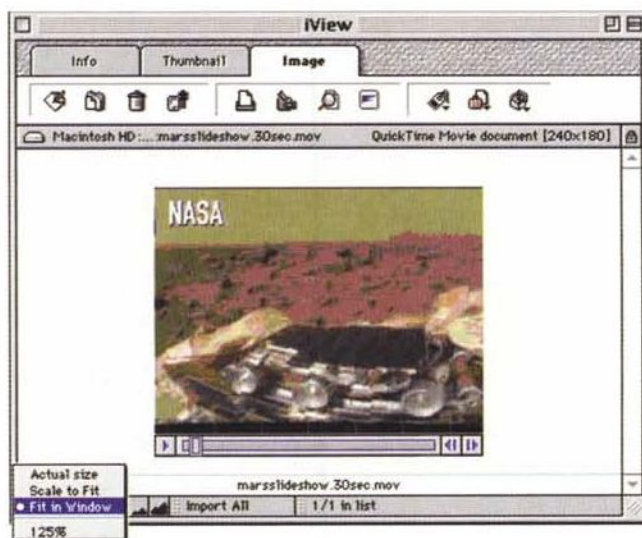 iView
Info Thumbnail Image
Macintosh HD:...:marsslideshow.30sec.mov QuickTime Movie document [240x180]
NASA
Actual size
Scale to Fit
Fit in Window
125%
marsslideshow.30sec.mov
Import All 1/1 in list